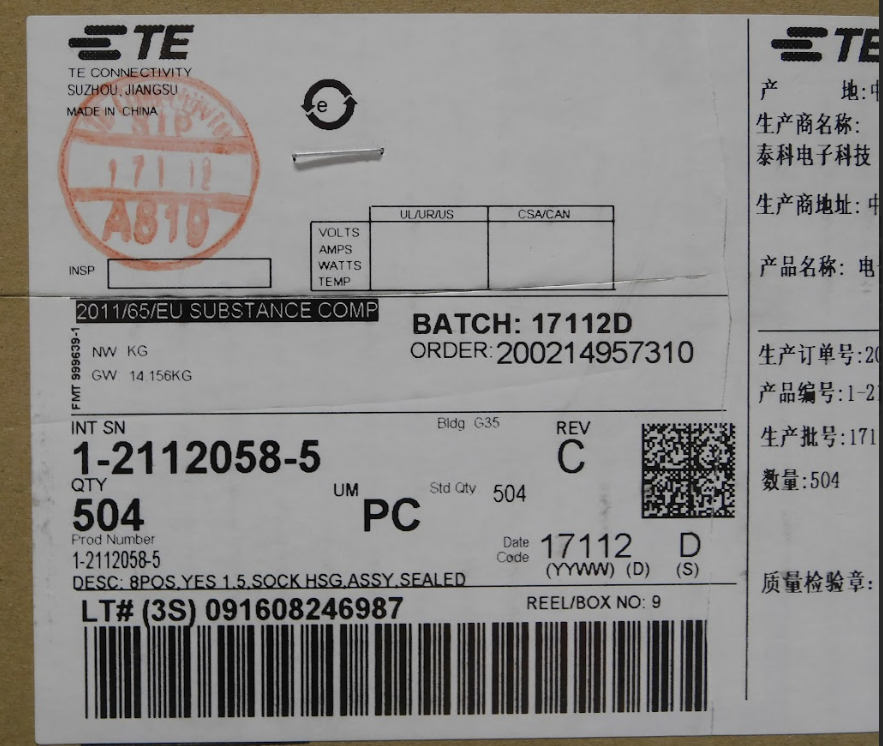 TE
TE CONNECTIVITY
SUZHOU, JIANGSU
MADE IN CHINA
SIP
171 12
A810
e
UL/UR/US CSA/CAN
VOLTS
AMPS
WATTS
TEMP
INSP
2011/65/EU SUBSTANCE COMP
FMT 999639-1
NW KG
GW: 14.156KG
BATCH: 17112D
ORDER: 200214957310
INT SN
1-2112058-5
Bldg G35
REV
C
QTY
504
UM
PC
Std Qty 504
Prod Number
1-2112058-5
Date Code 17112 D
(YYWW) (D) (S)
DESC: 8POS,YES 1.5,SOCK HSG,ASSY,SEALED
LT# (3S) 091608246987
REEL/BOX NO: 9
TE
产 地:中
生产商名称:
泰科电子科技
生产商地址: 中
产品名称: 电
生产订单号:20
产品编号:1-21
生产批号:171
数量:504
质量检验章: